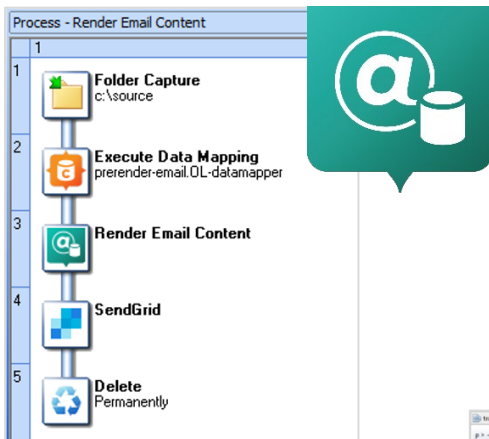 Process - Render Email Content
1
1
Folder Capture
c:\source
2
Execute Data Mapping
prerender-email.OL-datamapper
3
Render Email Content
4
SendGrid
5
Delete
Permanently